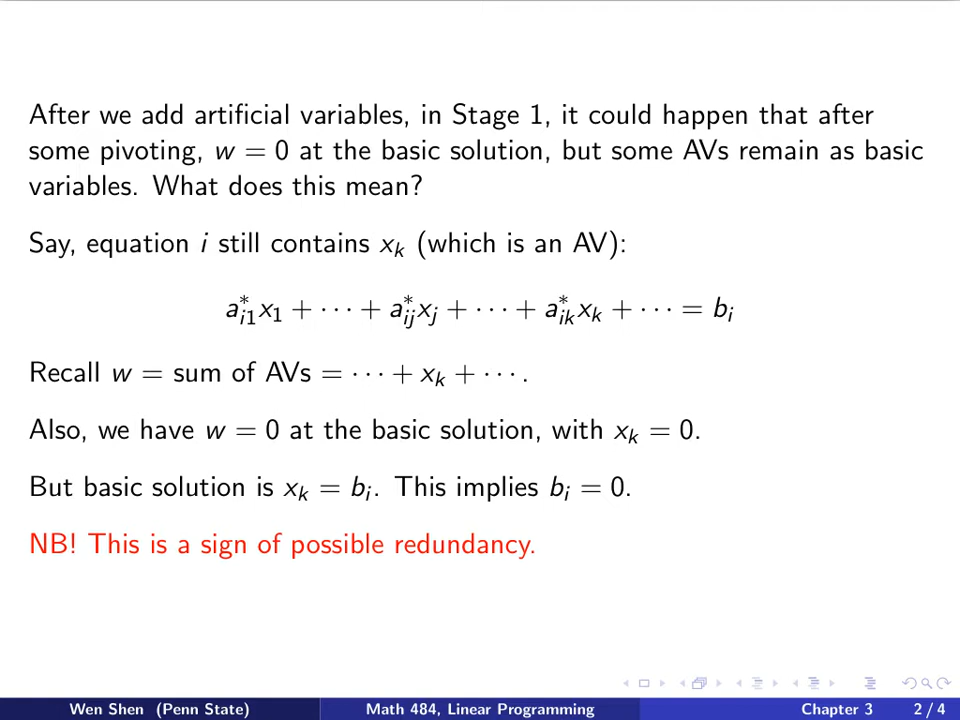 After we add artificial variables, in Stage 1, it could happen that after
some pivoting, w = 0 at the basic solution, but some AVs remain as basic
variables. What does this mean?
Say, equation i still contains x_k (which is an AV):
a^*_{i1}x_1 + ··· + a^*_{ij}x_j + ··· + a^*_{ik}x_k + ··· = b_i
Recall w = sum of AVs = ··· + x_k + ··· .
Also, we have w = 0 at the basic solution, with x_k = 0.
But basic solution is x_k = b_i. This implies b_i = 0.
NB! This is a sign of possible redundancy.
Wen Shen (Penn State) Math 484, Linear Programming Chapter 3 2 / 4